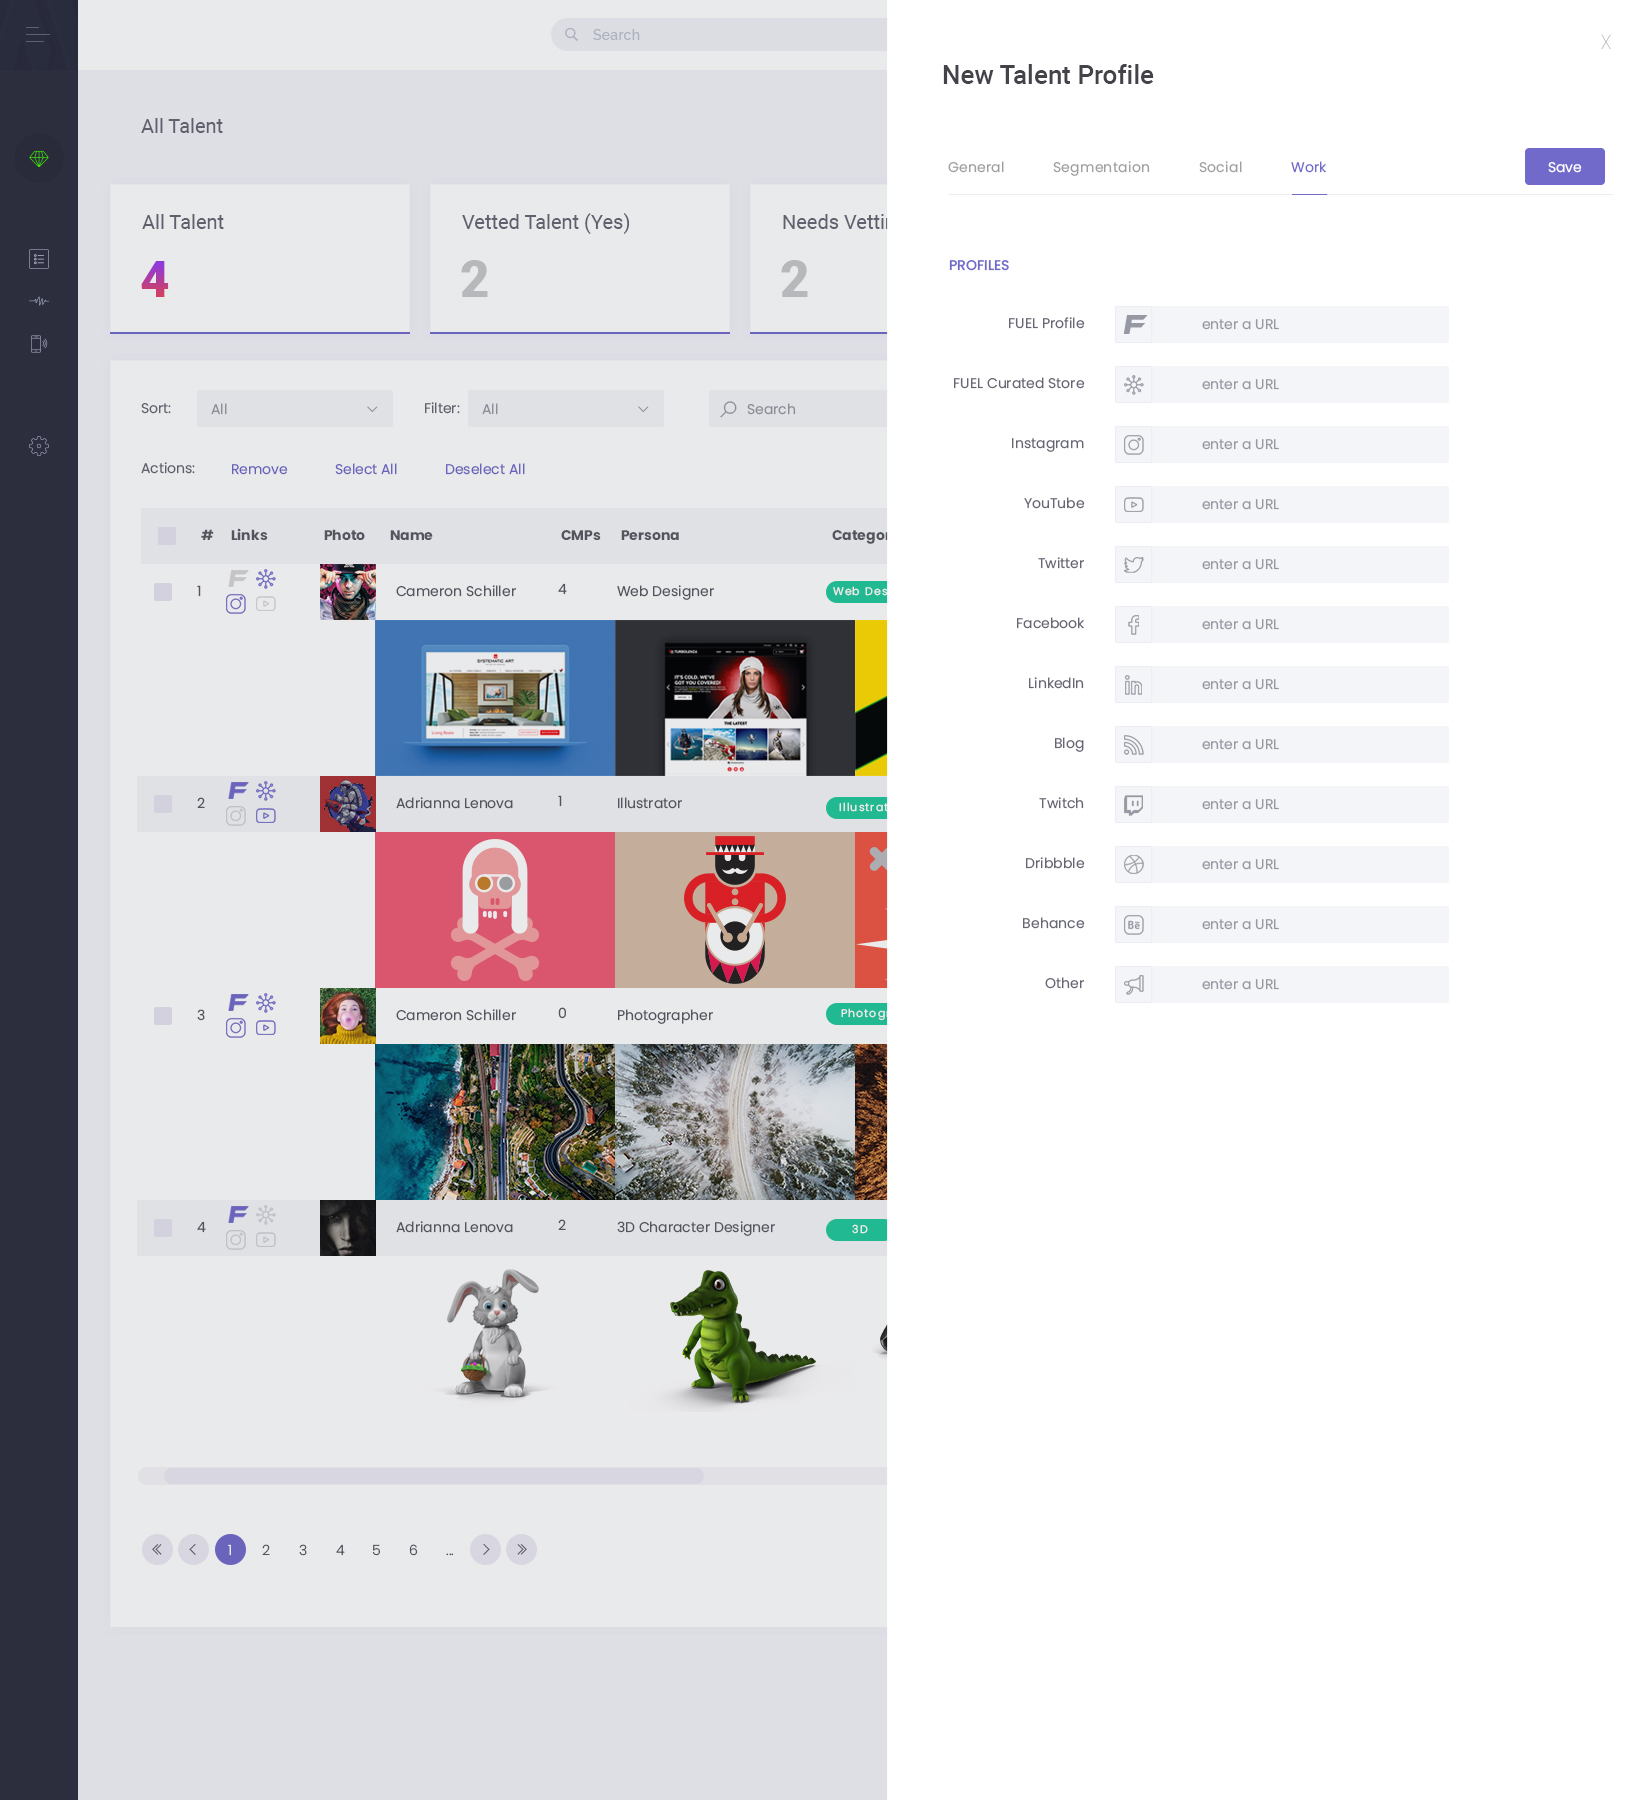 Search
X
New Talent Profile
All Talent
General Segmentaion Social Work Save
All Talent Vetted Talent (Yes) Needs
4 2 2
PROFILES
FUEL Profile enter a URL
FUEL Curated Store enter a URL
Instagram enter a URL
YouTube enter a URL
Twitter enter a URL
Facebook enter a URL
LinkedIn enter a URL
Blog enter a URL
Twitch enter a URL
Dribbble enter a URL
Behance enter a URL
Other enter a URL
Sort: All Filter: All Search
Actions: Remove Select All Deselect All
# Links Photo Name CMPs Persona Categor
1 Cameron Schiller 4 Web Designer Web Des
SYSTEMATIC ART
TURBOLENZA
IT'S COLD. WE'VE
GOT YOU COVERED!
THE LATEST
2 Adrianna Lenova 1 Illustrator Illustrat
3 Cameron Schiller 0 Photographer Photogr
4 Adrianna Lenova 2 3D Character Designer 3D
1 2 3 4 5 6 ...